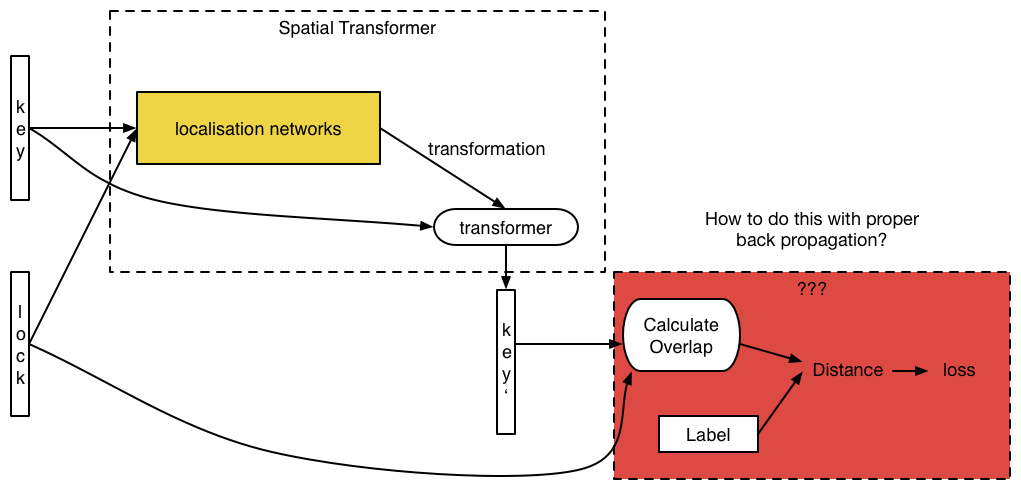 Spatial Transformer
key
localisation networks
transformation
transformer
How to do this with proper
back propagation?
lock
key‘
???
Calculate
Overlap
Distance
loss
Label